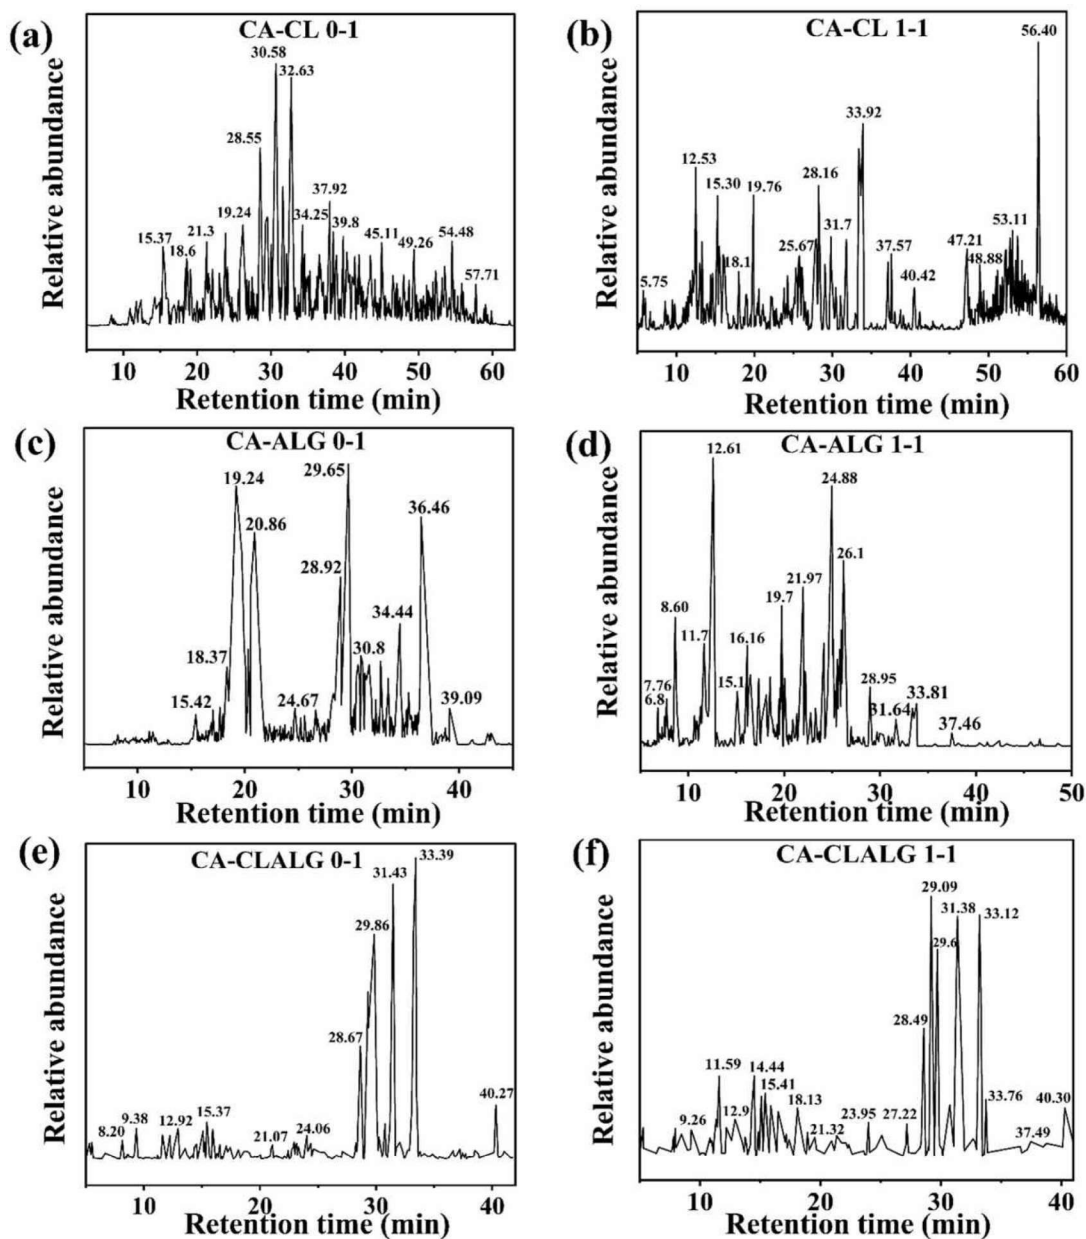 (a)
CA-CL 0-1
30.58
32.63
28.55
37.92
19.24
34.25
21.3
39.8
15.37
18.6
45.11
49.26
54.48
57.71
Relative abundance
10 20 30 40 50 60
Retention time (min)
(b)
CA-CL 1-1
56.40
33.92
12.53
28.16
15.30
19.76
31.7
53.11
25.67
37.57
47.21
48.88
18.1
40.42
5.75
Relative abundance
10 20 30 40 50 60
Retention time (min)
(c)
CA-ALG 0-1
29.65
19.24
20.86
36.46
28.92
34.44
18.37
30.8
15.42
24.67
39.09
Relative abundance
10 20 30 40
Retention time (min)
(d)
CA-ALG 1-1
12.61
24.88
26.1
21.97
8.60
19.7
11.7
16.16
7.76
6.8
15.1
28.95
31.64
33.81
37.46
Relative abundance
10 20 30 40 50
Retention time (min)
(e)
CA-CLALG 0-1
33.39
31.43
29.86
28.67
40.27
9.38
15.37
8.20
12.92
21.07
24.06
Relative abundance
10 20 30 40
Retention time (min)
(f)
CA-CLALG 1-1
29.09
31.38
33.12
29.6
28.49
11.59
14.44
15.41
33.76
40.30
18.13
9.26
12.9
23.95
27.22
21.32
37.49
Relative abundance
10 20 30 40
Retention time (min)